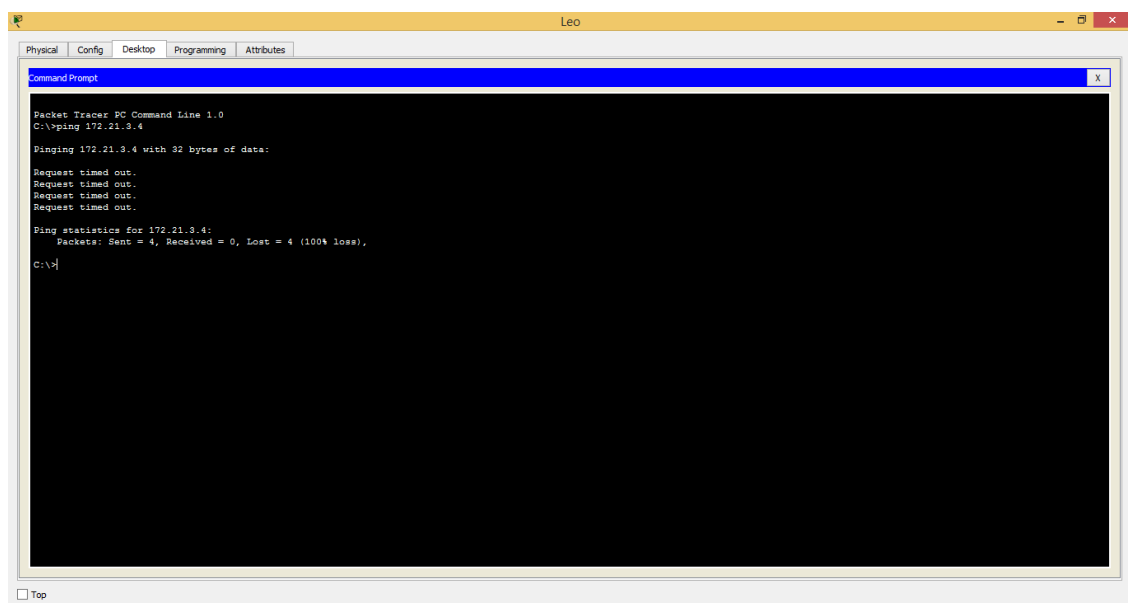 Leo
Physical Config Desktop Programming Attributes
Command Prompt
X
Packet Tracer PC Command Line 1.0
C:\>ping 172.21.3.4
Pinging 172.21.3.4 with 32 bytes of data:
Request timed out.
Request timed out.
Request timed out.
Request timed out.
Ping statistics for 172.21.3.4:
Packets: Sent = 4, Received = 0, Lost = 4 (100% loss),
C:\>
Top